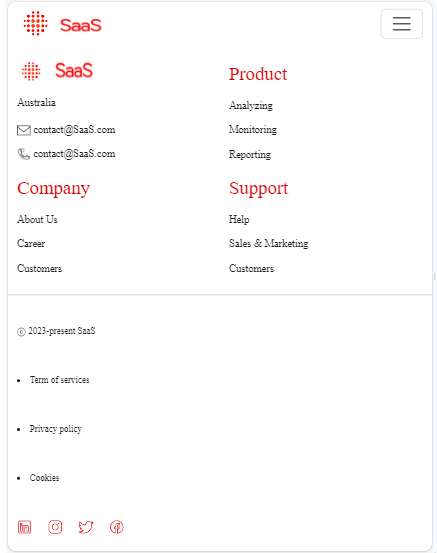 SaaS
SaaS
Australia
contact@SaaS.com
contact@SaaS.com
Product
Analyzing
Monitoring
Reporting
Company
About Us
Career
Customers
Support
Help
Sales & Marketing
Customers
© 2023-present SaaS
• Term of services
• Privacy policy
• Cookies